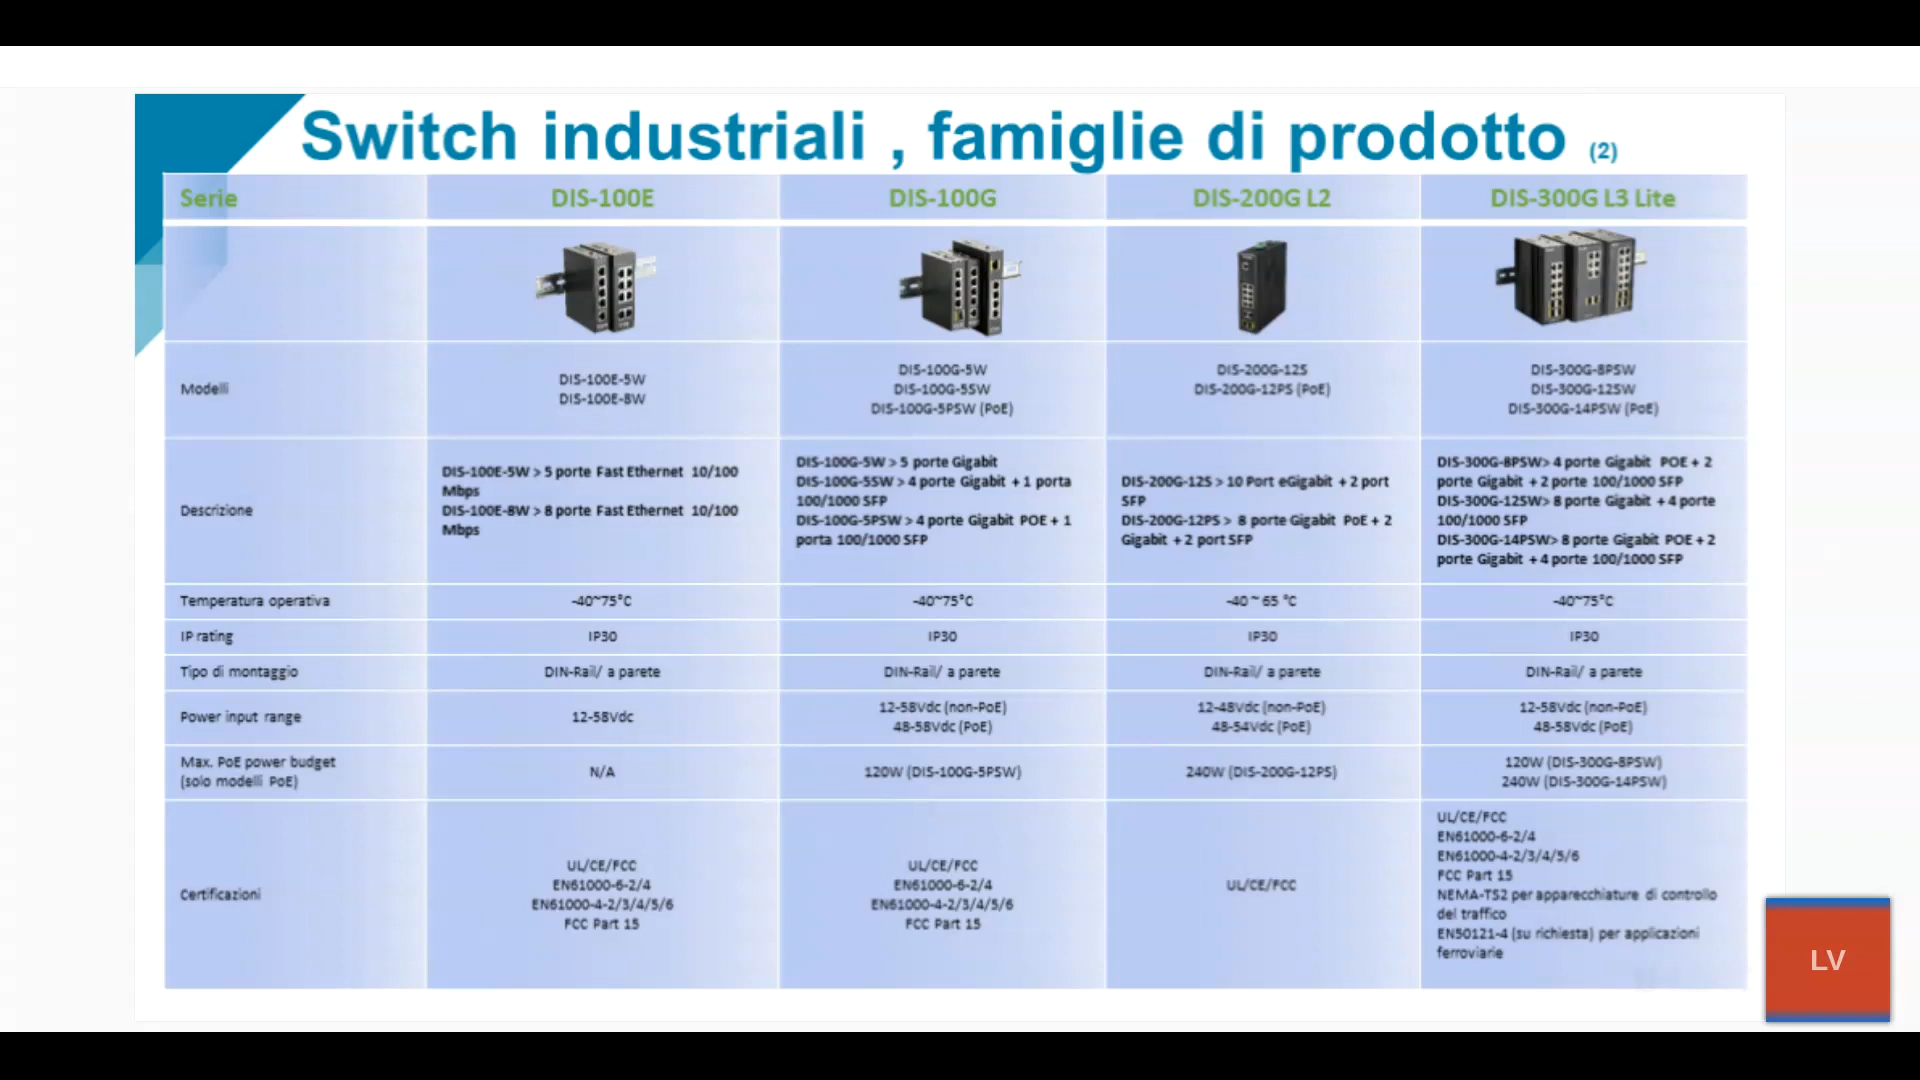 Switch industriali , famiglie di prodotto (2)
Serie
DIS-100E
DIS-100G
DIS-200G L2
DIS-300G L3 Lite
Modelli
DIS-100E-5W
DIS-100E-8W
DIS-100G-5W
DIS-100G-5SW
DIS-100G-5PSW (PoE)
DIS-200G-12S
DIS-200G-12PS (PoE)
DIS-300G-8PSW
DIS-300G-12SW
DIS-300G-14PSW (PoE)
Descrizione
DIS-100E-5W > 5 porte Fast Ethernet 10/100
Mbps
DIS-100E-8W > 8 porte Fast Ethernet 10/100
Mbps
DIS-100G-5W > 5 porte Gigabit
DIS-100G-5SW > 4 porte Gigabit + 1 porta
100/1000 SFP
DIS-100G-5PSW > 4 porte Gigabit POE + 1
porta 100/1000 SFP
DIS-200G-12S > 10 Port eGigabit + 2 port
SFP
DIS-200G-12PS > 8 porte Gigabit PoE + 2
Gigabit + 2 port SFP
DIS-300G-8PSW> 4 porte Gigabit POE + 2
porte Gigabit + 2 porte 100/1000 SFP
DIS-300G-12SW> 8 porte Gigabit + 4 porte
100/1000 SFP
DIS-300G-14PSW> 8 porte Gigabit POE + 2
porte Gigabit + 4 porte 100/1000 SFP
Temperatura operativa
-40~75°C
-40~75°C
-40 ~ 65 °C
-40~75°C
IP rating
IP30
IP30
IP30
IP30
Tipo di montaggio
DIN-Rail/ a parete
DIN-Rail/ a parete
DIN-Rail/ a parete
DIN-Rail/ a parete
Power input range
12-58Vdc
12-58Vdc (non-PoE)
48-58Vdc (PoE)
12-48Vdc (non-PoE)
48-54Vdc (PoE)
12-58Vdc (non-PoE)
48-58Vdc (PoE)
Max. PoE power budget
(solo modelli PoE)
N/A
120W (DIS-100G-5PSW)
240W (DIS-200G-12PS)
120W (DIS-300G-8PSW)
240W (DIS-300G-14PSW)
Certificazioni
UL/CE/FCC
EN61000-6-2/4
EN61000-4-2/3/4/5/6
FCC Part 15
UL/CE/FCC
EN61000-6-2/4
EN61000-4-2/3/4/5/6
FCC Part 15
UL/CE/FCC
UL/CE/FCC
EN61000-6-2/4
EN61000-4-2/3/4/5/6
FCC Part 15
NEMA-TS2 per apparecchiature di controllo
del traffico
EN50121-4 (su richiesta) per applicazioni
ferroviarie
LV